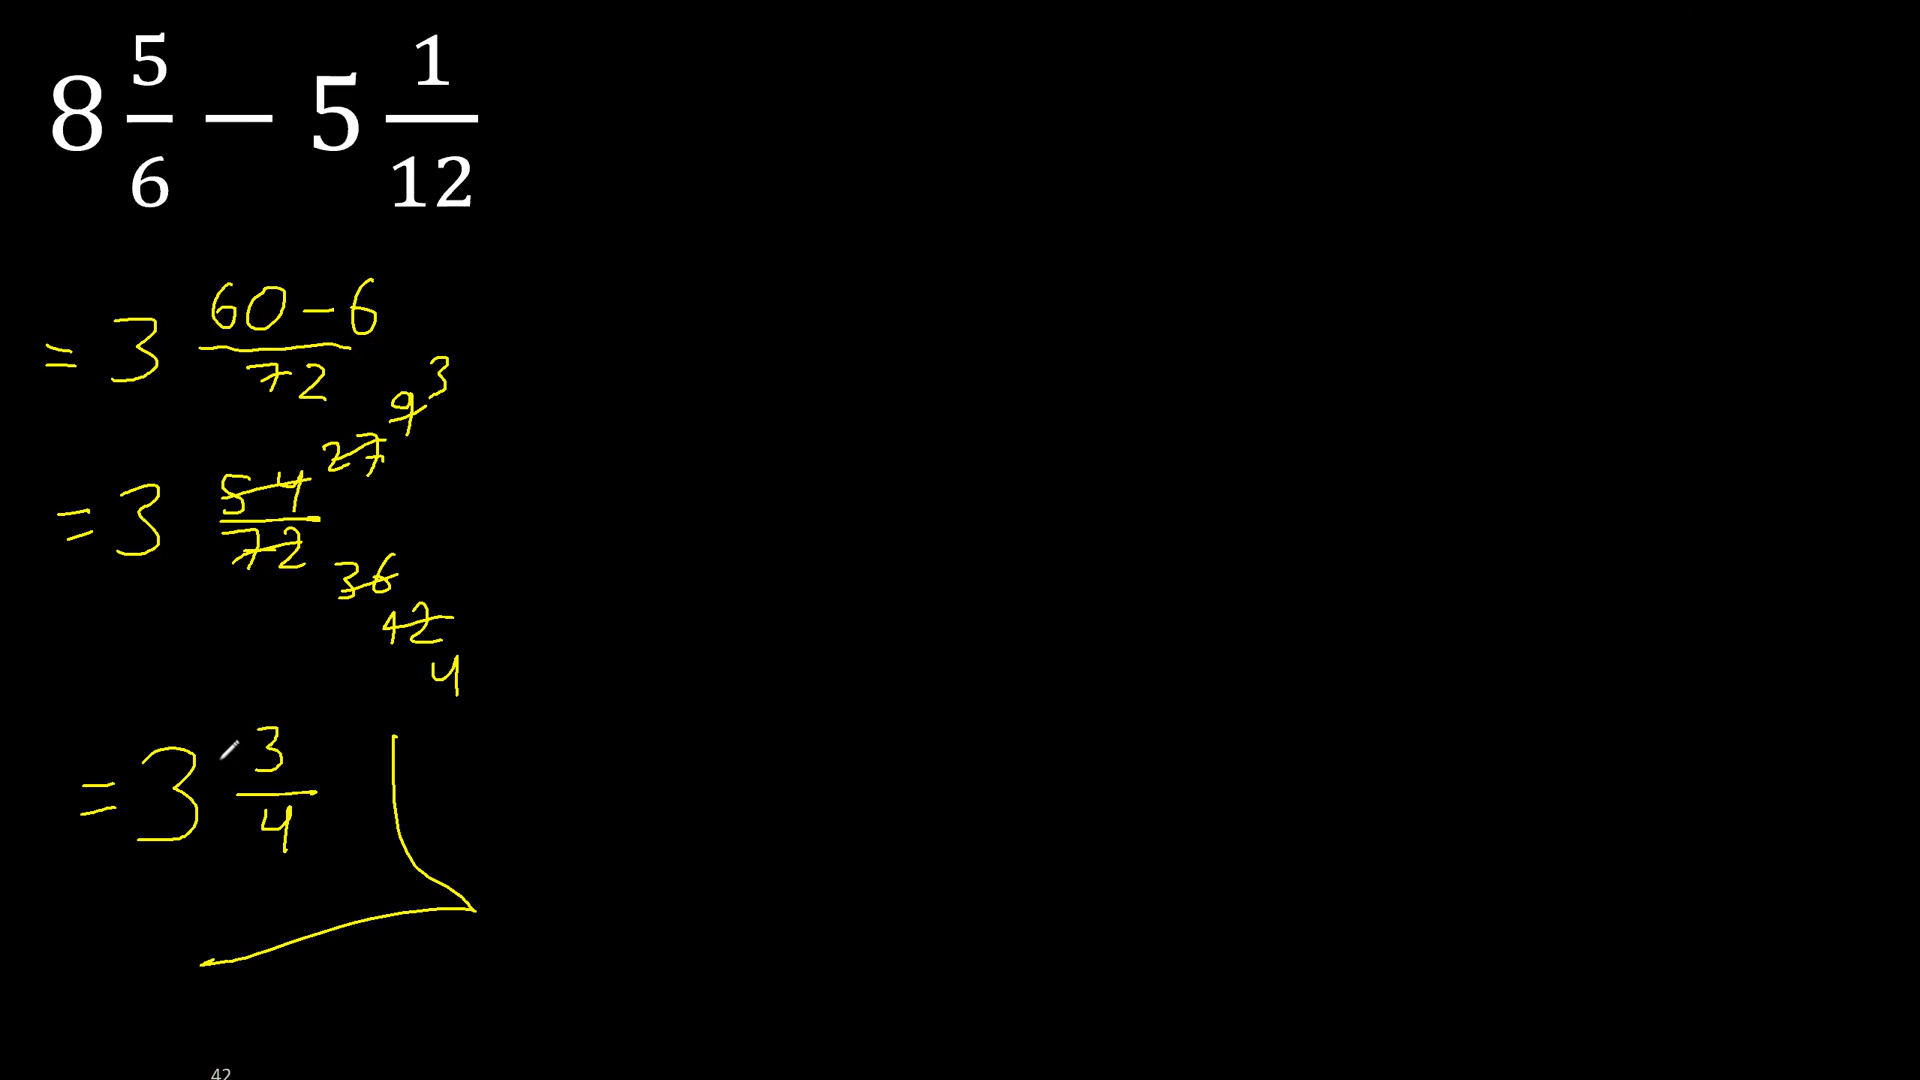 8 5/6 − 5 1/12
= 3 (60 − 6)/72
= 3 54/72 27 9 3 36 12 4
= 3 3/4
42